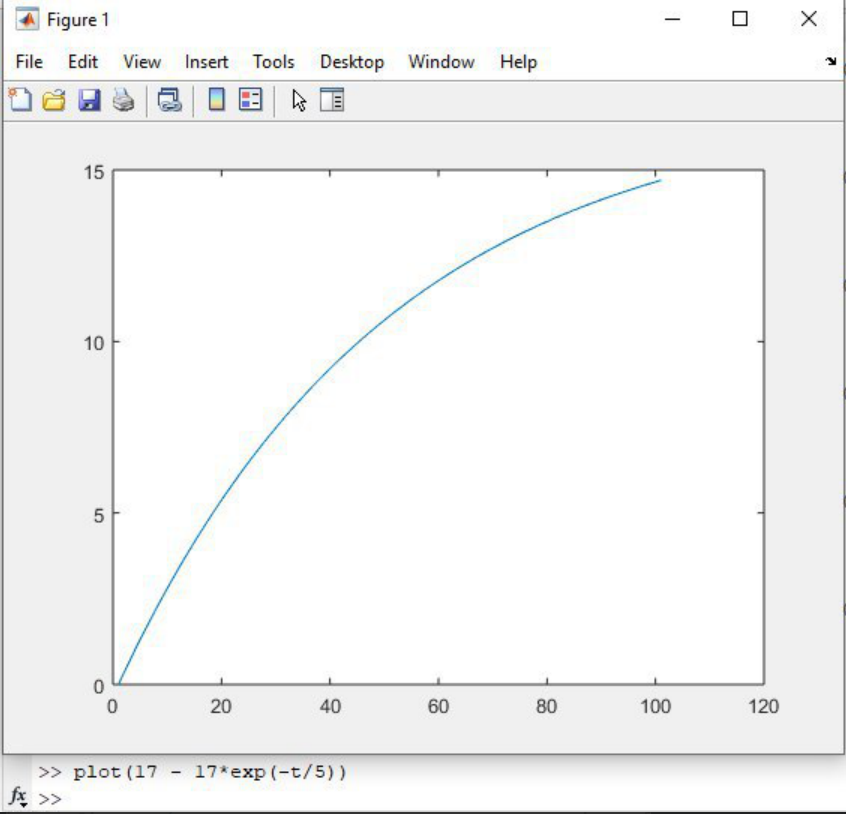 Figure 1
File Edit View Insert Tools Desktop Window Help
15
10
5
0
0 20 40 60 80 100 120
>> plot(17 - 17*exp(-t/5))
fx >>